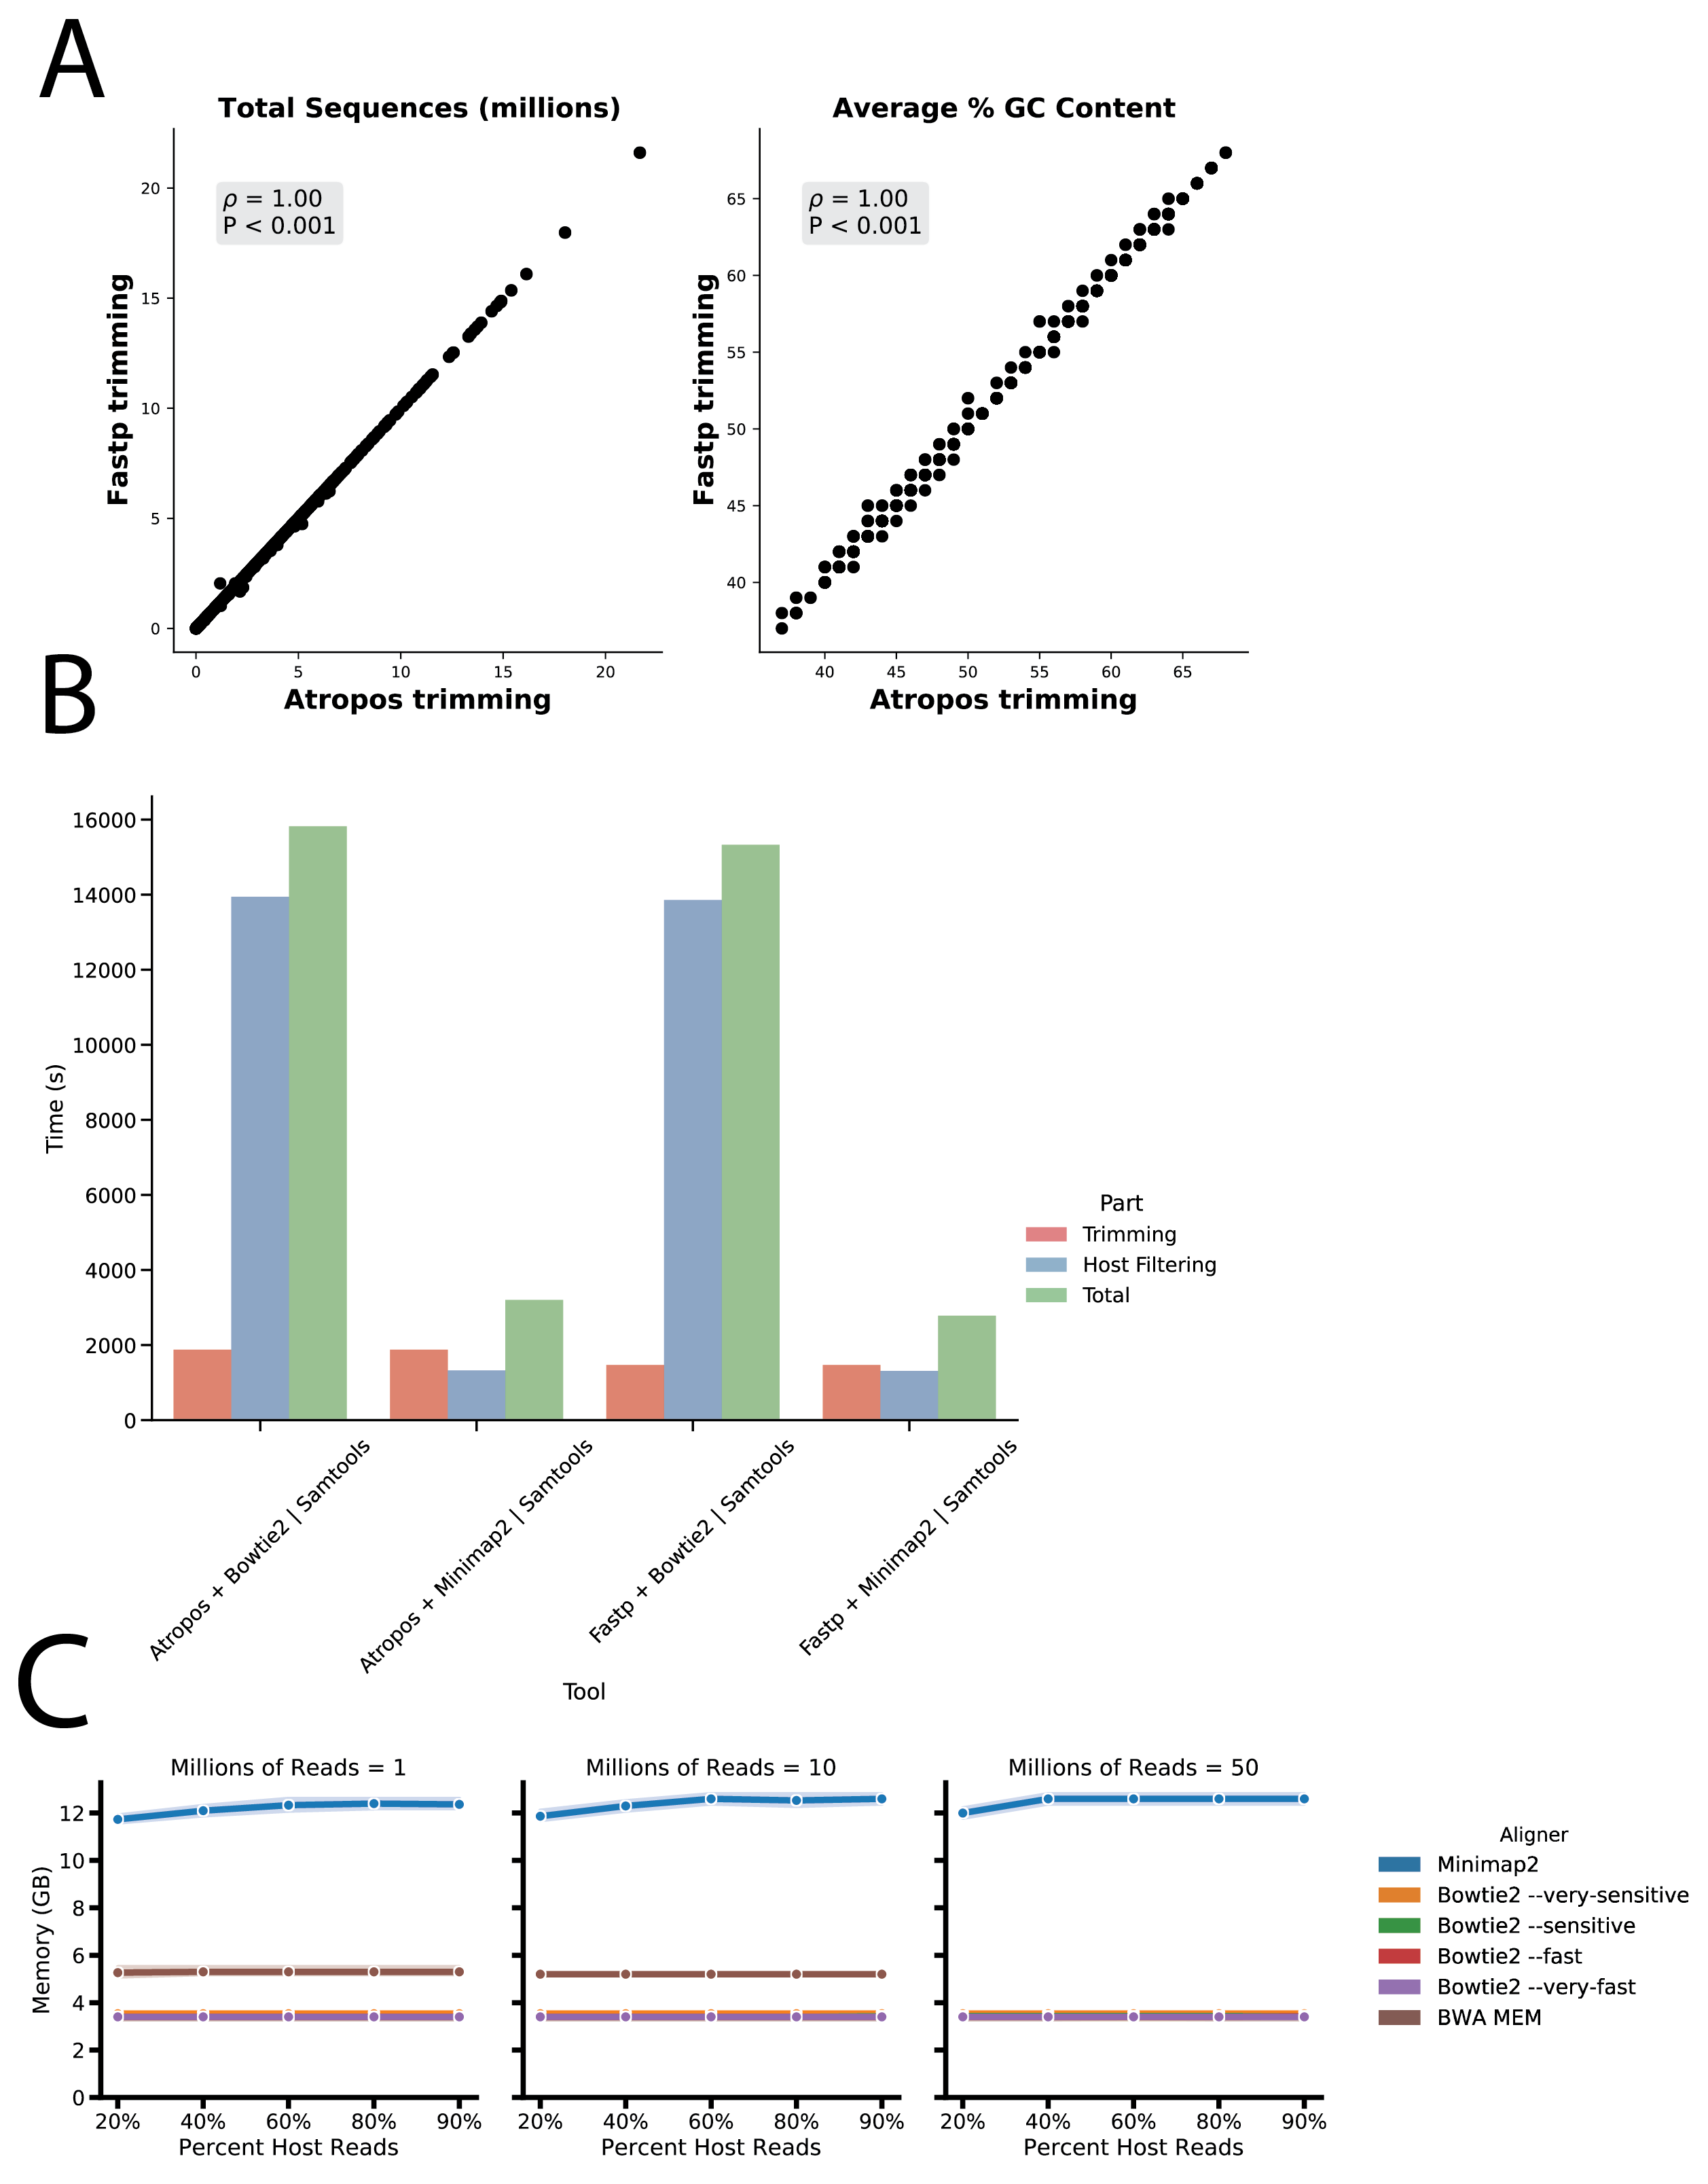 A
Total Sequences (millions)
ρ = 1.00
P < 0.001
Fastp trimming
20
15
10
5
0
0 5 10 15 20
Atropos trimming
Average % GC Content
ρ = 1.00
P < 0.001
Fastp trimming
65
60
55
50
45
40
40 45 50 55 60 65
Atropos trimming
B
Time (s)
16000
14000
12000
10000
8000
6000
4000
2000
0
Part
Trimming
Host Filtering
Total
Atropos + Bowtie2 | Samtools
Atropos + Minimap2 | Samtools
Fastp + Bowtie2 | Samtools
Fastp + Minimap2 | Samtools
Tool
C
Memory (GB)
12
10
8
6
4
2
0
Millions of Reads = 1
20% 40% 60% 80% 90%
Percent Host Reads
Millions of Reads = 10
20% 40% 60% 80% 90%
Percent Host Reads
Millions of Reads = 50
20% 40% 60% 80% 90%
Percent Host Reads
Aligner
Minimap2
Bowtie2 --very-sensitive
Bowtie2 --sensitive
Bowtie2 --fast
Bowtie2 --very-fast
BWA MEM